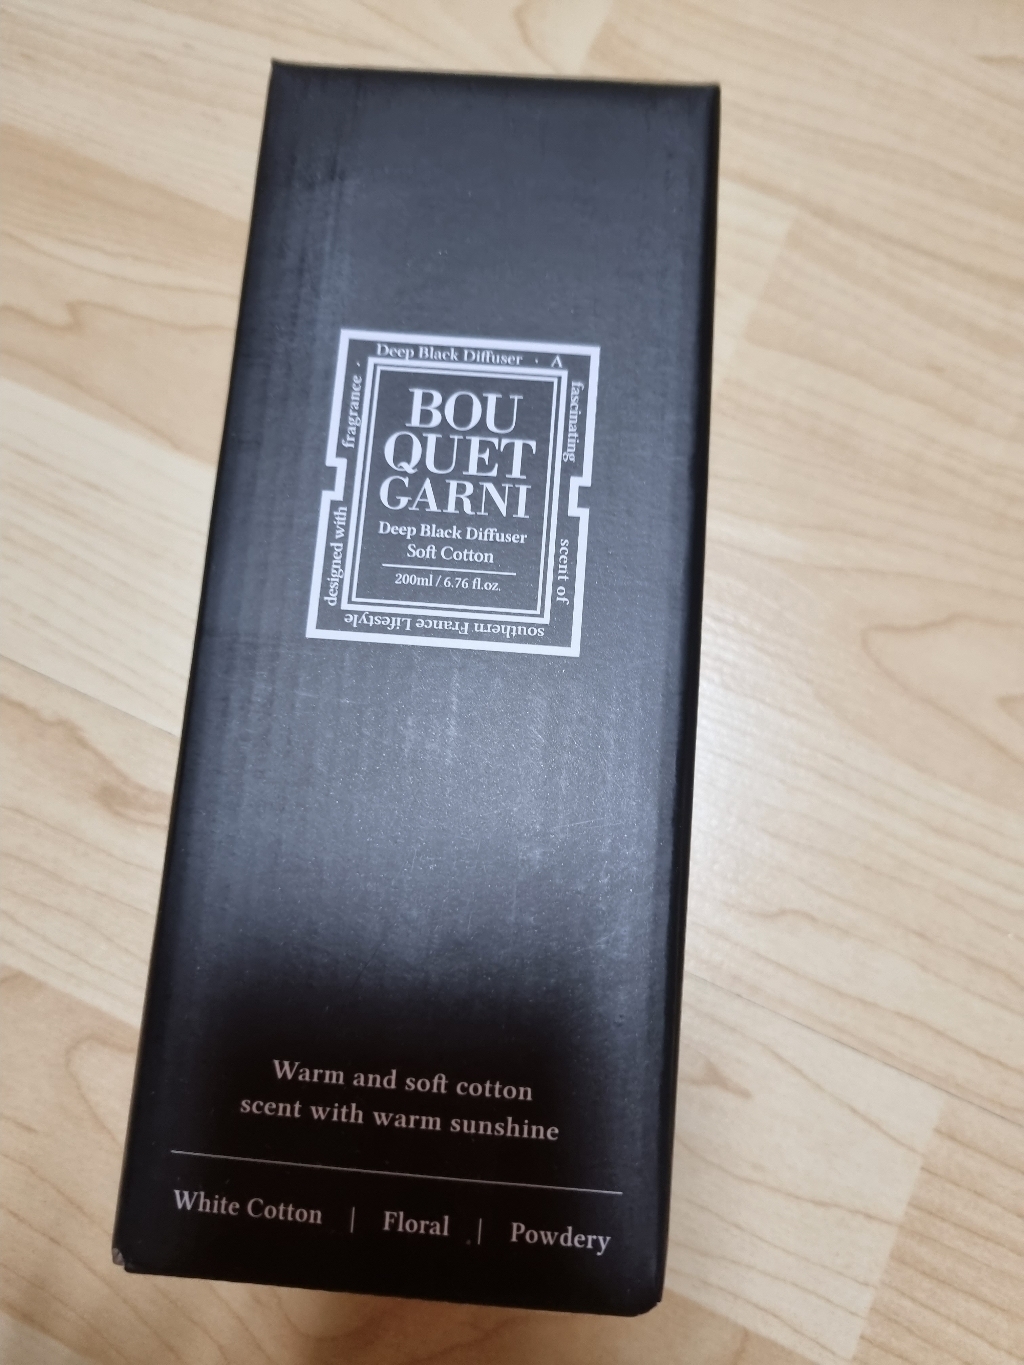 Deep Black Diffuser · A
fascinating
scent of
southern France Lifestyle
designed with
fragrance ·
BOU
QUET
GARNI
Deep Black Diffuser
Soft Cotton
200ml / 6.76 fl.oz.
Warm and soft cotton
scent with warm sunshine
White Cotton | Floral | Powdery